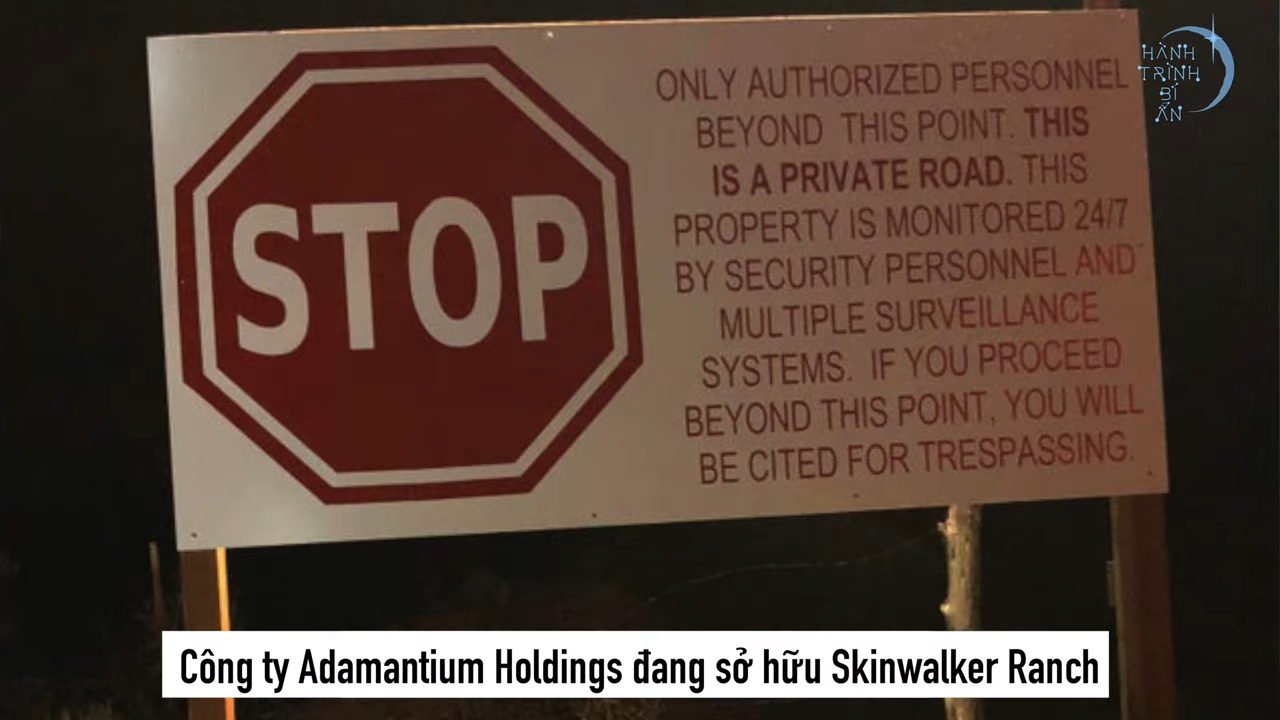 STOP
ONLY AUTHORIZED PERSONNEL
BEYOND THIS POINT. THIS
IS A PRIVATE ROAD. THIS
PROPERTY IS MONITORED 24/7
BY SECURITY PERSONNEL AND
MULTIPLE SURVEILLANCE
SYSTEMS. IF YOU PROCEED
BEYOND THIS POINT, YOU WILL
BE CITED FOR TRESPASSING.
HÀNH
TRÌNH
BÍ
ẨN
Công ty Adamantium Holdings đang sở hữu Skinwalker Ranch